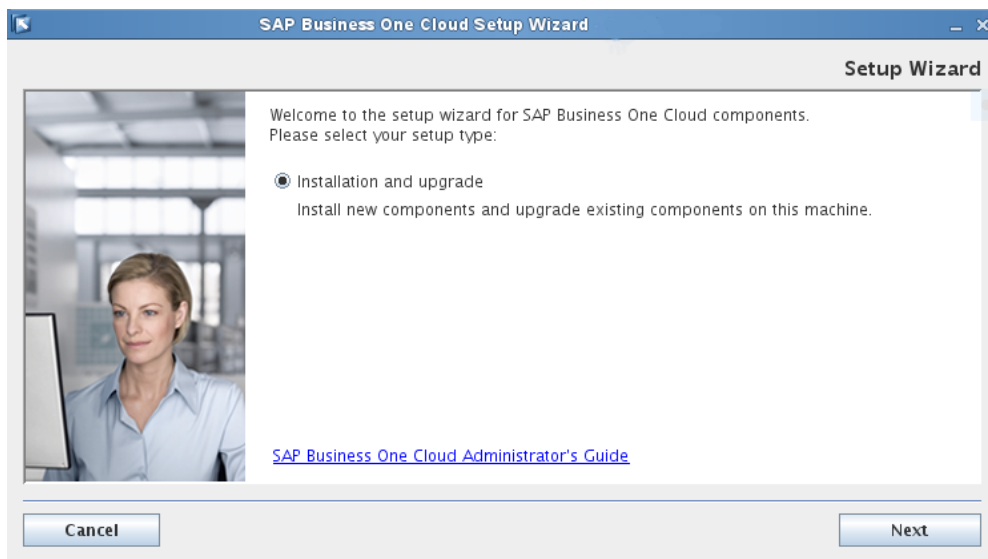 SAP Business One Cloud Setup Wizard
Setup Wizard
Welcome to the setup wizard for SAP Business One Cloud components.
Please select your setup type:
Installation and upgrade
Install new components and upgrade existing components on this machine.
SAP Business One Cloud Administrator's Guide
Cancel
Next